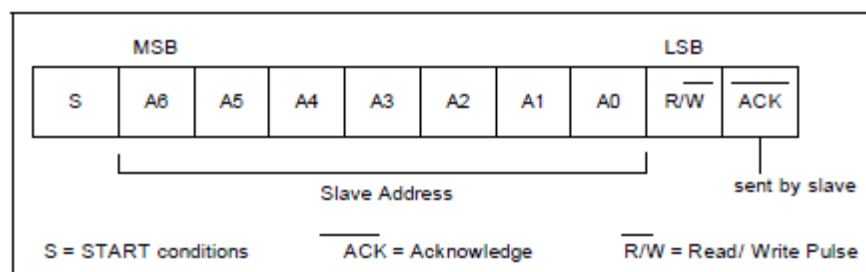 MSB LSB
S A6 A5 A4 A3 A2 A1 A0 R/W ACK
Slave Address sent by slave
S = START conditions ACK = Acknowledge R/W = Read/ Write Pulse